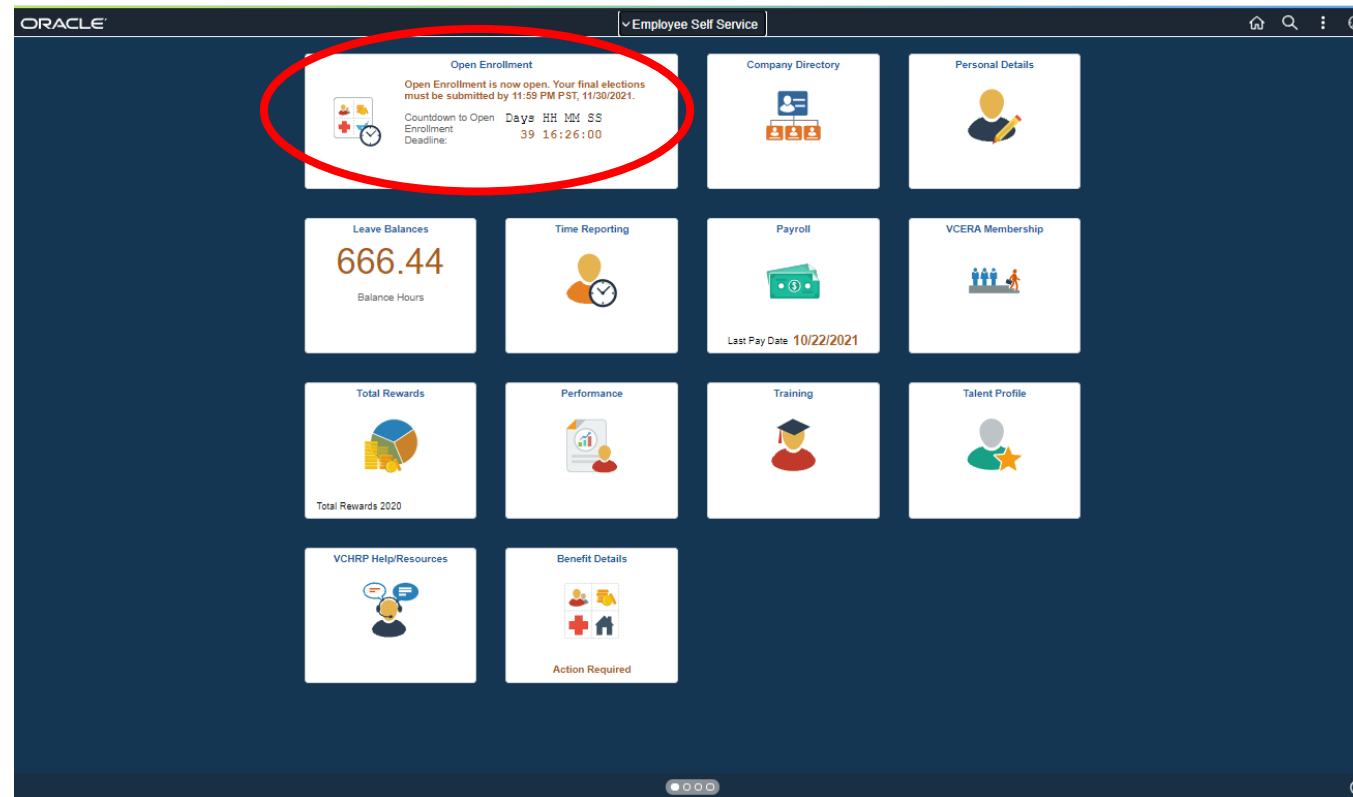 ORACLE
Employee Self Service
Open Enrollment
Open Enrollment is now open. Your final elections
must be submitted by 11:59 PM PST, 11/30/2021.
Countdown to Open
Enrollment
Deadline:
Days HH MM SS
39 16:26:00
Company Directory
Personal Details
Leave Balances
666.44
Balance Hours
Time Reporting
Payroll
Last Pay Date 10/22/2021
VCERA Membership
Total Rewards
Total Rewards 2020
Performance
Training
Talent Profile
VCHRP Help/Resources
Benefit Details
Action Required